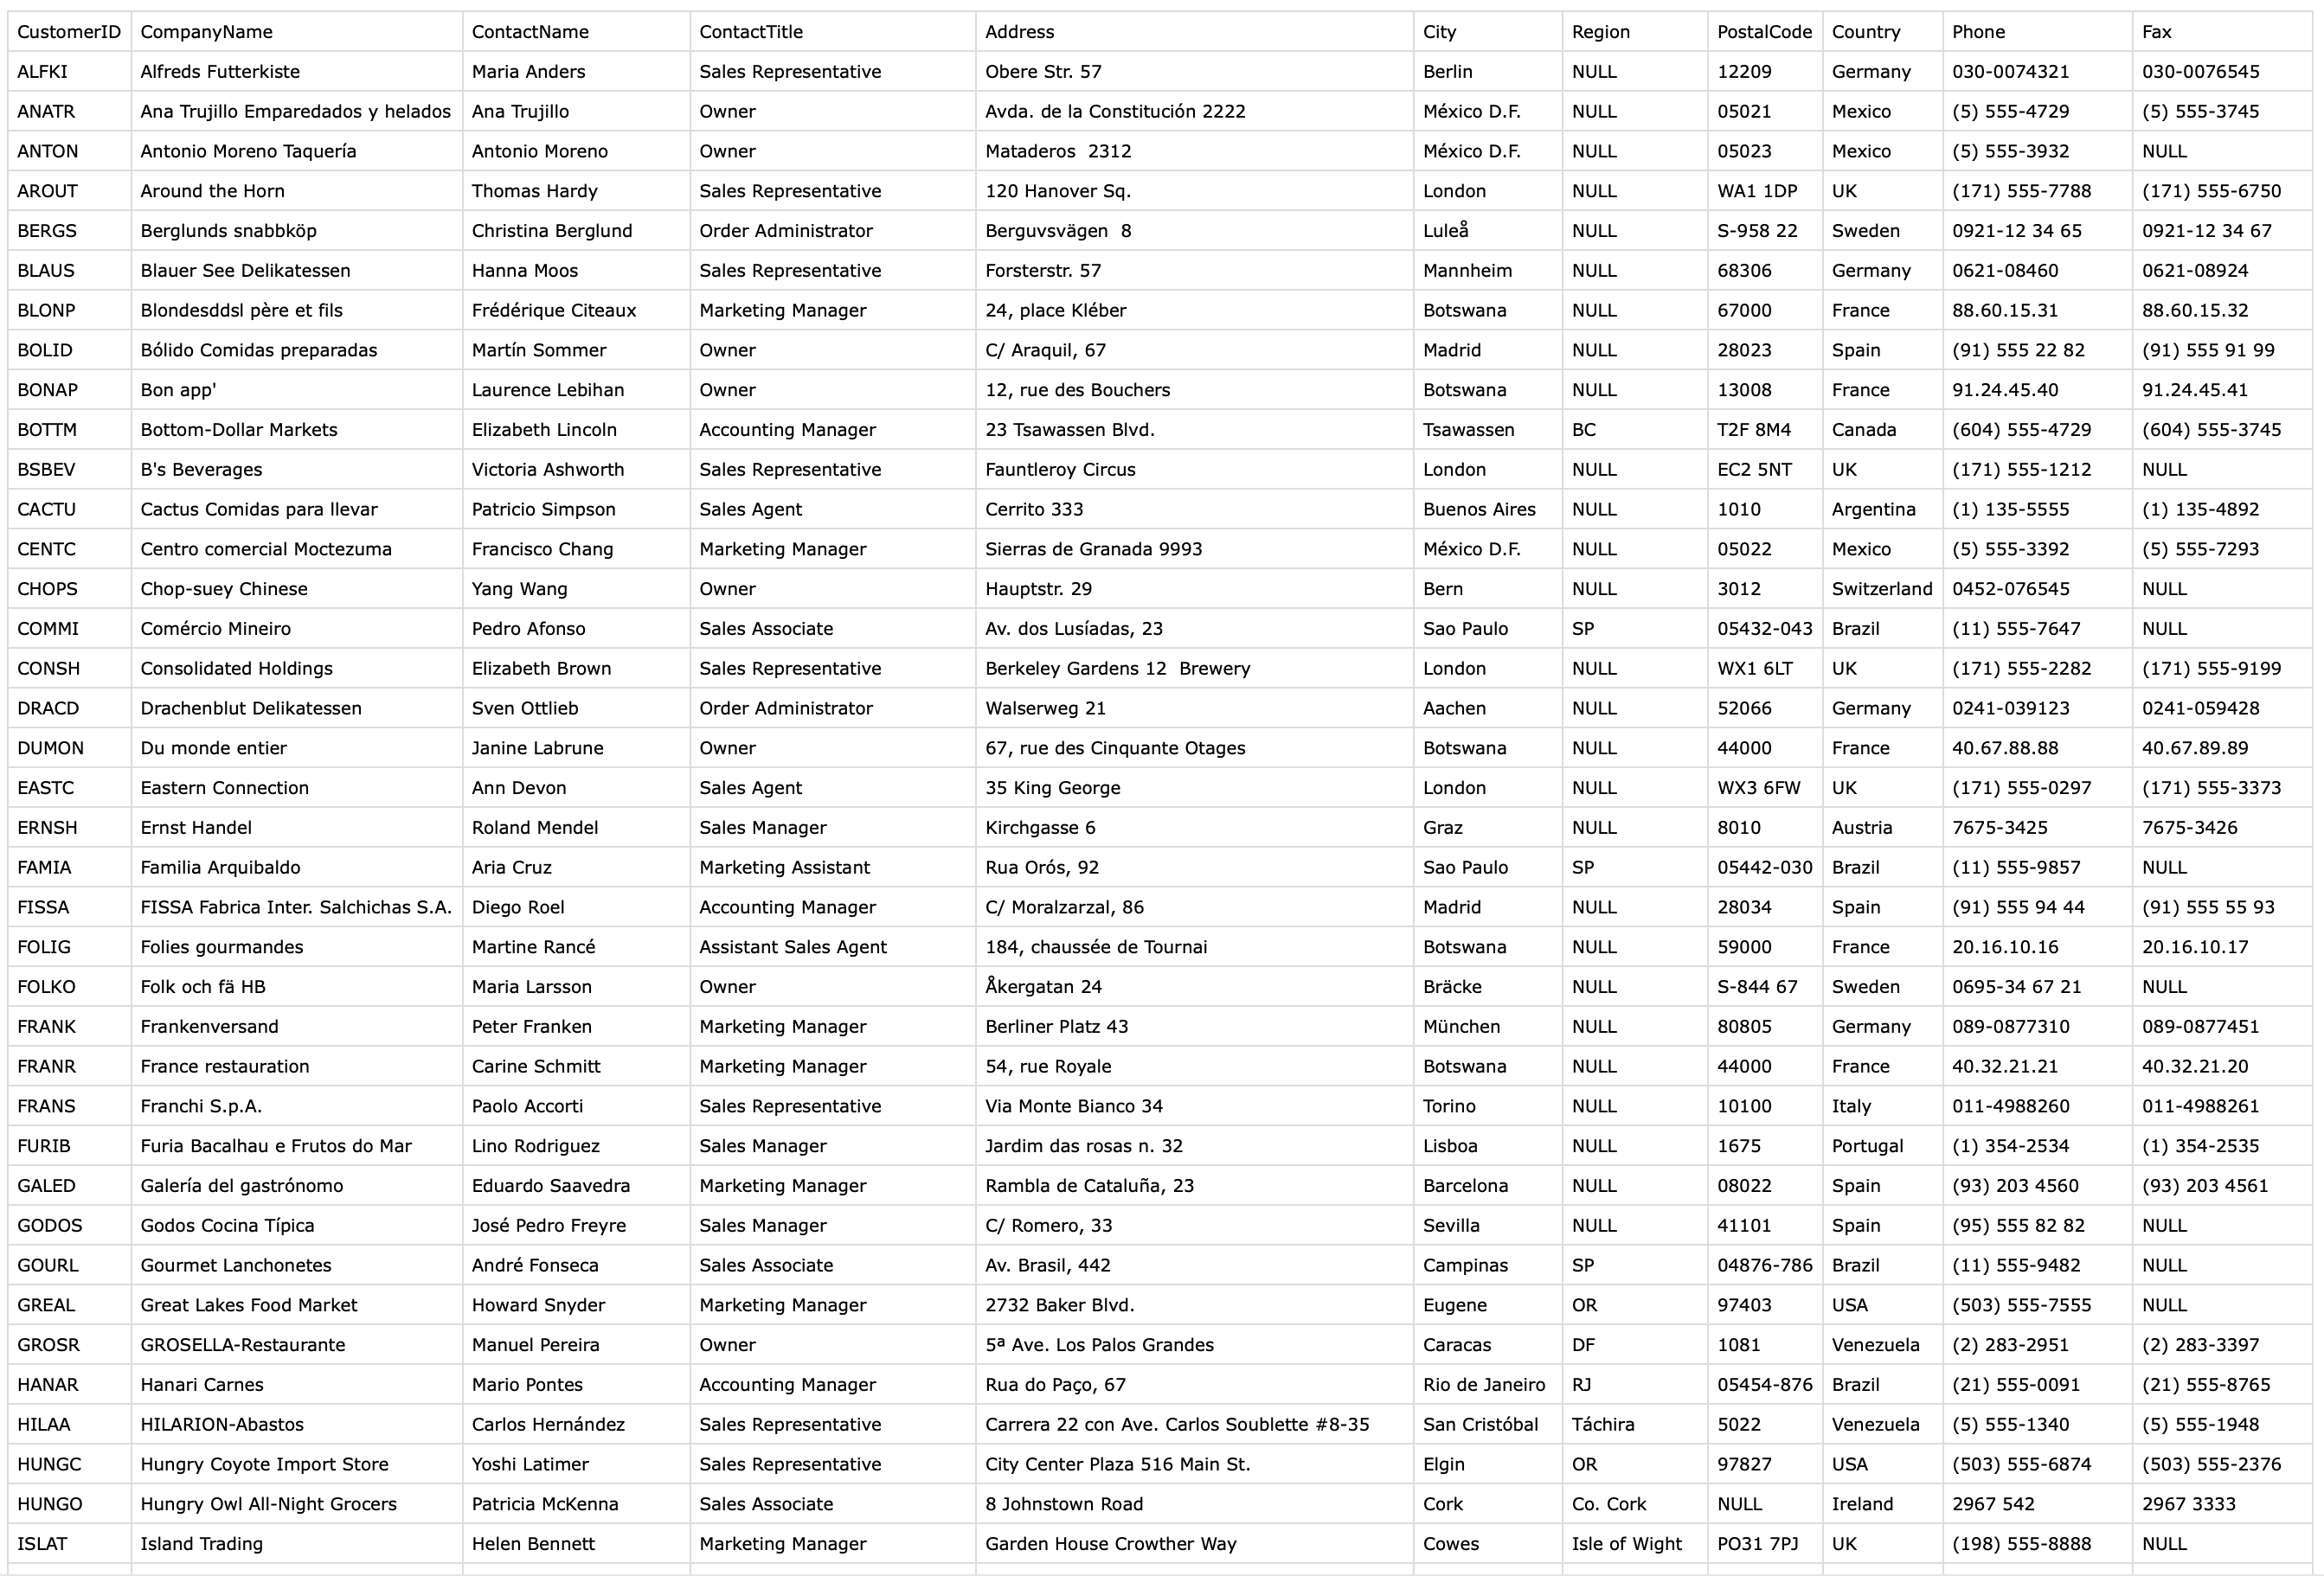 CustomerID CompanyName ContactName ContactTitle Address City Region PostalCode Country Phone Fax
ALFKI Alfreds Futterkiste Maria Anders Sales Representative Obere Str. 57 Berlin NULL 12209 Germany 030-0074321 030-0076545
ANATR Ana Trujillo Emparedados y helados Ana Trujillo Owner Avda. de la Constitución 2222 México D.F. NULL 05021 Mexico (5) 555-4729 (5) 555-3745
ANTON Antonio Moreno Taquería Antonio Moreno Owner Mataderos  2312 México D.F. NULL 05023 Mexico (5) 555-3932 NULL
AROUT Around the Horn Thomas Hardy Sales Representative 120 Hanover Sq. London NULL WA1 1DP UK (171) 555-7788 (171) 555-6750
BERGS Berglunds snabbköp Christina Berglund Order Administrator Berguvsvägen  8 Luleå NULL S-958 22 Sweden 0921-12 34 65 0921-12 34 67
BLAUS Blauer See Delikatessen Hanna Moos Sales Representative Forsterstr. 57 Mannheim NULL 68306 Germany 0621-08460 0621-08924
BLONP Blondesddsl père et fils Frédérique Citeaux Marketing Manager 24, place Kléber Botswana NULL 67000 France 88.60.15.31 88.60.15.32
BOLID Bólido Comidas preparadas Martín Sommer Owner C/ Araquil, 67 Madrid NULL 28023 Spain (91) 555 22 82 (91) 555 91 99
BONAP Bon app' Laurence Lebihan Owner 12, rue des Bouchers Botswana NULL 13008 France 91.24.45.40 91.24.45.41
BOTTM Bottom-Dollar Markets Elizabeth Lincoln Accounting Manager 23 Tsawassen Blvd. Tsawassen BC T2F 8M4 Canada (604) 555-4729 (604) 555-3745
BSBEV B's Beverages Victoria Ashworth Sales Representative Fauntleroy Circus London NULL EC2 5NT UK (171) 555-1212 NULL
CACTU Cactus Comidas para llevar Patricio Simpson Sales Agent Cerrito 333 Buenos Aires NULL 1010 Argentina (1) 135-5555 (1) 135-4892
CENTC Centro comercial Moctezuma Francisco Chang Marketing Manager Sierras de Granada 9993 México D.F. NULL 05022 Mexico (5) 555-3392 (5) 555-7293
CHOPS Chop-suey Chinese Yang Wang Owner Hauptstr. 29 Bern NULL 3012 Switzerland 0452-076545 NULL
COMMI Comércio Mineiro Pedro Afonso Sales Associate Av. dos Lusíadas, 23 Sao Paulo SP 05432-043 Brazil (11) 555-7647 NULL
CONSH Consolidated Holdings Elizabeth Brown Sales Representative Berkeley Gardens 12  Brewery London NULL WX1 6LT UK (171) 555-2282 (171) 555-9199
DRACD Drachenblut Delikatessen Sven Ottlieb Order Administrator Walserweg 21 Aachen NULL 52066 Germany 0241-039123 0241-059428
DUMON Du monde entier Janine Labrune Owner 67, rue des Cinquante Otages Botswana NULL 44000 France 40.67.88.88 40.67.89.89
EASTC Eastern Connection Ann Devon Sales Agent 35 King George London NULL WX3 6FW UK (171) 555-0297 (171) 555-3373
ERNSH Ernst Handel Roland Mendel Sales Manager Kirchgasse 6 Graz NULL 8010 Austria 7675-3425 7675-3426
FAMIA Familia Arquibaldo Aria Cruz Marketing Assistant Rua Orós, 92 Sao Paulo SP 05442-030 Brazil (11) 555-9857 NULL
FISSA FISSA Fabrica Inter. Salchichas S.A. Diego Roel Accounting Manager C/ Moralzarzal, 86 Madrid NULL 28034 Spain (91) 555 94 44 (91) 555 55 93
FOLIG Folies gourmandes Martine Rancé Assistant Sales Agent 184, chaussée de Tournai Botswana NULL 59000 France 20.16.10.16 20.16.10.17
FOLKO Folk och fä HB Maria Larsson Owner Åkergatan 24 Bräcke NULL S-844 67 Sweden 0695-34 67 21 NULL
FRANK Frankenversand Peter Franken Marketing Manager Berliner Platz 43 München NULL 80805 Germany 089-0877310 089-0877451
FRANR France restauration Carine Schmitt Marketing Manager 54, rue Royale Botswana NULL 44000 France 40.32.21.21 40.32.21.20
FRANS Franchi S.p.A. Paolo Accorti Sales Representative Via Monte Bianco 34 Torino NULL 10100 Italy 011-4988260 011-4988261
FURIB Furia Bacalhau e Frutos do Mar Lino Rodriguez Sales Manager Jardim das rosas n. 32 Lisboa NULL 1675 Portugal (1) 354-2534 (1) 354-2535
GALED Galería del gastrónomo Eduardo Saavedra Marketing Manager Rambla de Cataluña, 23 Barcelona NULL 08022 Spain (93) 203 4560 (93) 203 4561
GODOS Godos Cocina Típica José Pedro Freyre Sales Manager C/ Romero, 33 Sevilla NULL 41101 Spain (95) 555 82 82 NULL
GOURL Gourmet Lanchonetes André Fonseca Sales Associate Av. Brasil, 442 Campinas SP 04876-786 Brazil (11) 555-9482 NULL
GREAL Great Lakes Food Market Howard Snyder Marketing Manager 2732 Baker Blvd. Eugene OR 97403 USA (503) 555-7555 NULL
GROSR GROSELLA-Restaurante Manuel Pereira Owner 5ª Ave. Los Palos Grandes Caracas DF 1081 Venezuela (2) 283-2951 (2) 283-3397
HANAR Hanari Carnes Mario Pontes Accounting Manager Rua do Paço, 67 Rio de Janeiro RJ 05454-876 Brazil (21) 555-0091 (21) 555-8765
HILAA HILARION-Abastos Carlos Hernández Sales Representative Carrera 22 con Ave. Carlos Soublette #8-35 San Cristóbal Táchira 5022 Venezuela (5) 555-1340 (5) 555-1948
HUNGC Hungry Coyote Import Store Yoshi Latimer Sales Representative City Center Plaza 516 Main St. Elgin OR 97827 USA (503) 555-6874 (503) 555-2376
HUNGO Hungry Owl All-Night Grocers Patricia McKenna Sales Associate 8 Johnstown Road Cork Co. Cork NULL Ireland 2967 542 2967 3333
ISLAT Island Trading Helen Bennett Marketing Manager Garden House Crowther Way Cowes Isle of Wight PO31 7PJ UK (198) 555-8888 NULL